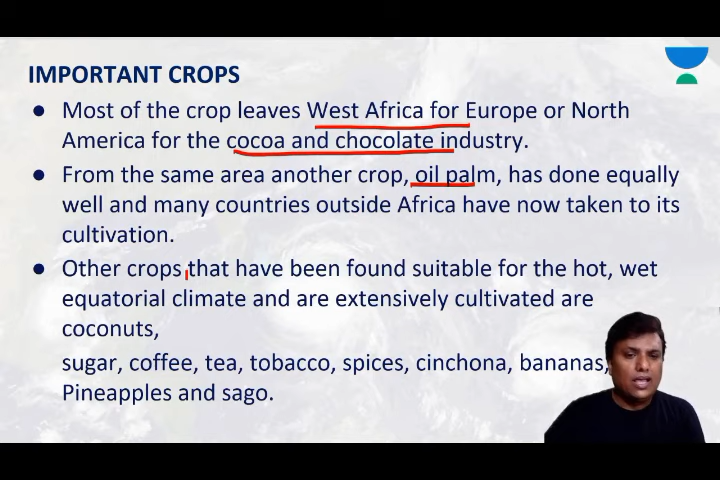 IMPORTANT CROPS
● Most of the crop leaves West Africa for Europe or North
America for the cocoa and chocolate industry.
● From the same area another crop, oil palm, has done equally
well and many countries outside Africa have now taken to its
cultivation.
● Other crops that have been found suitable for the hot, wet
equatorial climate and are extensively cultivated are
coconuts,
sugar, coffee, tea, tobacco, spices, cinchona, bananas,
Pineapples and sago.